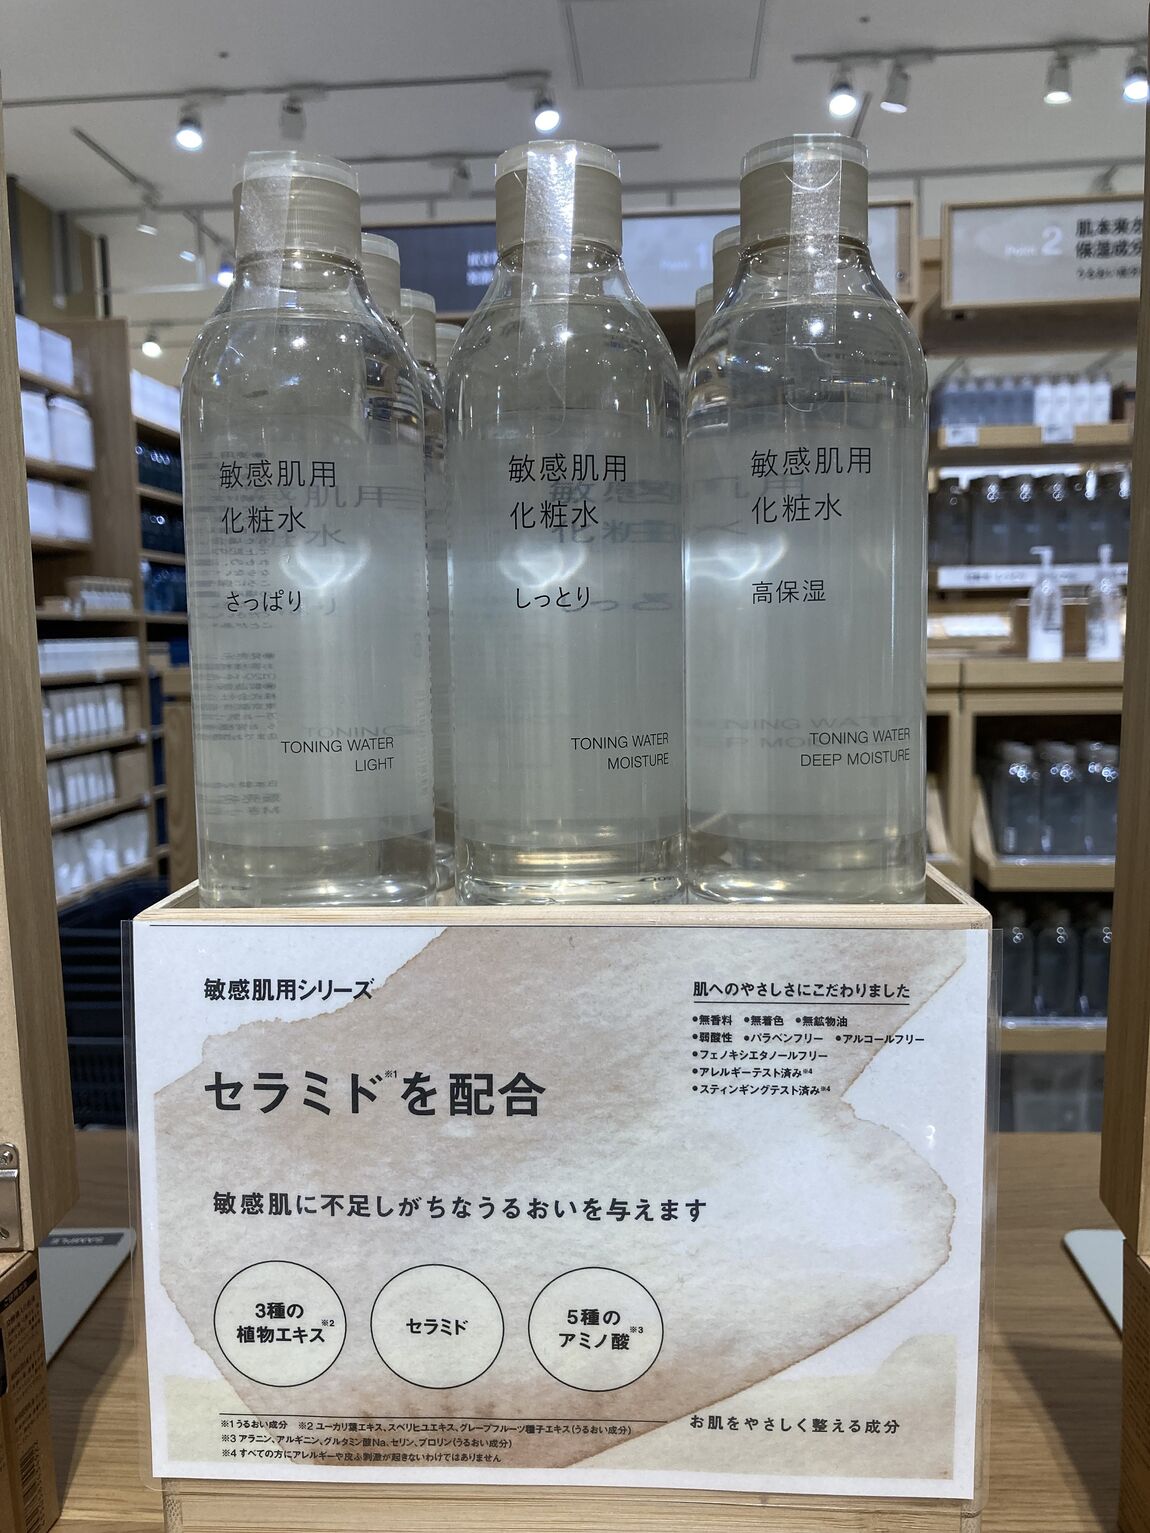 Point 2
肌本来
保湿成分
敏感肌用
化粧水
さっぱり
TONING WATER
LIGHT
敏感肌用
化粧水
しっとり
TONING WATER
MOISTURE
敏感肌用
化粧水
高保湿
TONING WATER
DEEP MOISTURE
敏感肌用シリーズ
セラミド※1を配合
敏感肌に不足しがちなうるおいを与えます
肌へのやさしさにこだわりました
●無香料 ●無着色 ●無鉱物油
●弱酸性 ●パラベンフリー ●アルコールフリー
●フェノキシエタノールフリー
●アレルギーテスト済み※4
●スティンギングテスト済み※4
3種の
植物エキス※2
セラミド
5種の
アミノ酸※3
※1 うるおい成分 ※2 ユーカリ葉エキス、スベリヒユエキス、グレープフルーツ種子エキス(うるおい成分)
※3 アラニン、アルギニン、グルタミン酸Na、セリン、プロリン(うるおい成分)
※4 すべての方にアレルギーや皮ふ刺激が起きないわけではありません
お肌をやさしく整える成分
SAMPLE